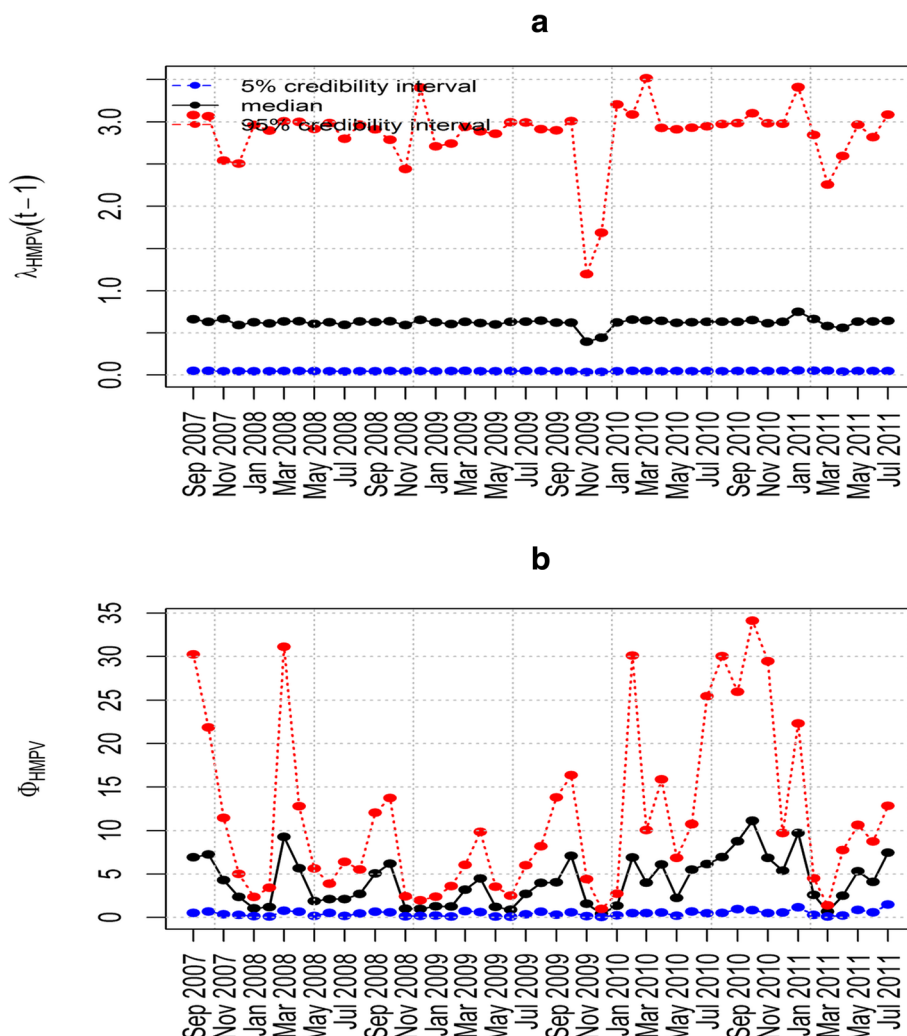 a
5% credibility interval
median
95% credibility interval
λHMPV(t−1)
3.0
2.0
1.0
0.0
Sep 2007
Nov 2007
Jan 2008
Mar 2008
May 2008
Jul 2008
Sep 2008
Nov 2008
Jan 2009
Mar 2009
May 2009
Jul 2009
Sep 2009
Nov 2009
Jan 2010
Mar 2010
May 2010
Jul 2010
Sep 2010
Nov 2010
Jan 2011
Mar 2011
May 2011
Jul 2011
b
ΦHMPV
35
30
25
20
15
10
5
0
Sep 2007
Nov 2007
Jan 2008
Mar 2008
May 2008
Jul 2008
Sep 2008
Nov 2008
Jan 2009
Mar 2009
May 2009
Jul 2009
Sep 2009
Nov 2009
Jan 2010
Mar 2010
May 2010
Jul 2010
Sep 2010
Nov 2010
Jan 2011
Mar 2011
May 2011
Jul 2011